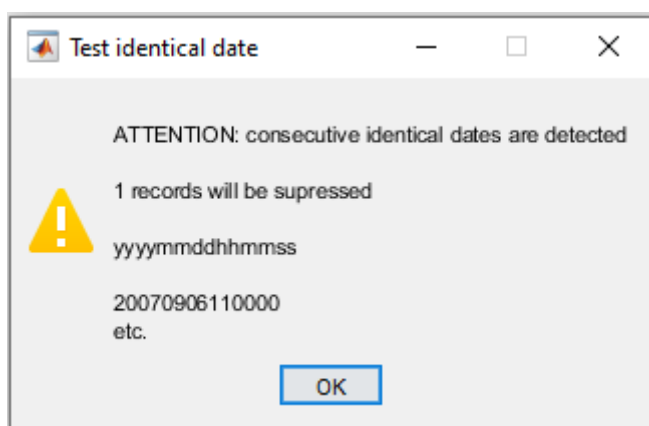 Test identical date
ATTENTION: consecutive identical dates are detected
1 records will be supressed
yyyymmddhhmmss
20070906110000
etc.
OK